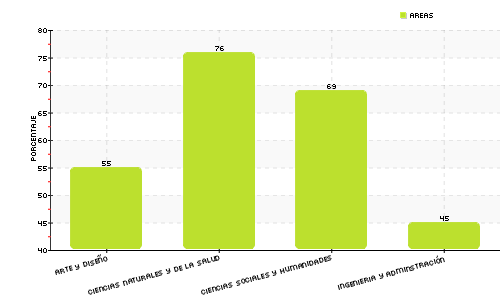 AREAS
80
75
70
65
60
55
50
45
40
PORCENTAJE
55
76
69
45
ARTE Y DISEÑO
CIENCIAS NATURALES Y DE LA SALUD
CIENCIAS SOCIALES Y HUMANIDADES
INGENIERIA Y ADMINSTRACIÓN